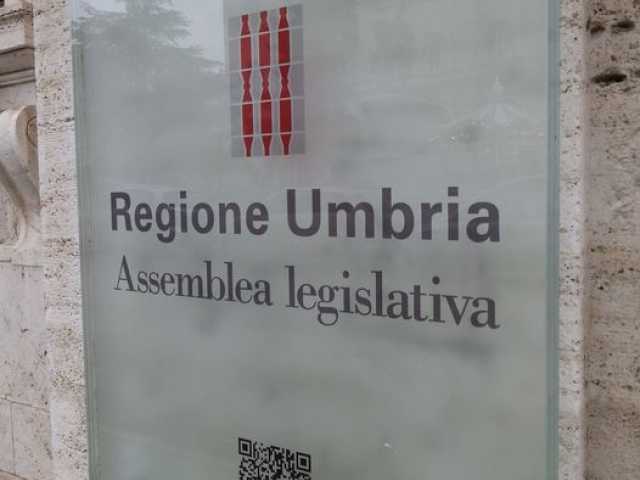 Regione Umbria
Assemblea legislativa